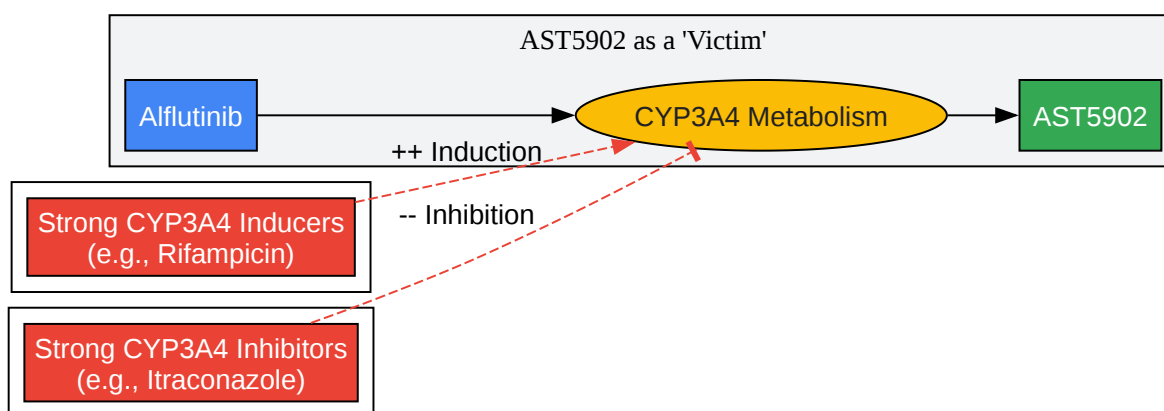 AST5902 as a 'Victim'
Alflutinib
CYP3A4 Metabolism
AST5902
++ Induction
Strong CYP3A4 Inducers
(e.g., Rifampicin)
-- Inhibition
Strong CYP3A4 Inhibitors
(e.g., Itraconazole)